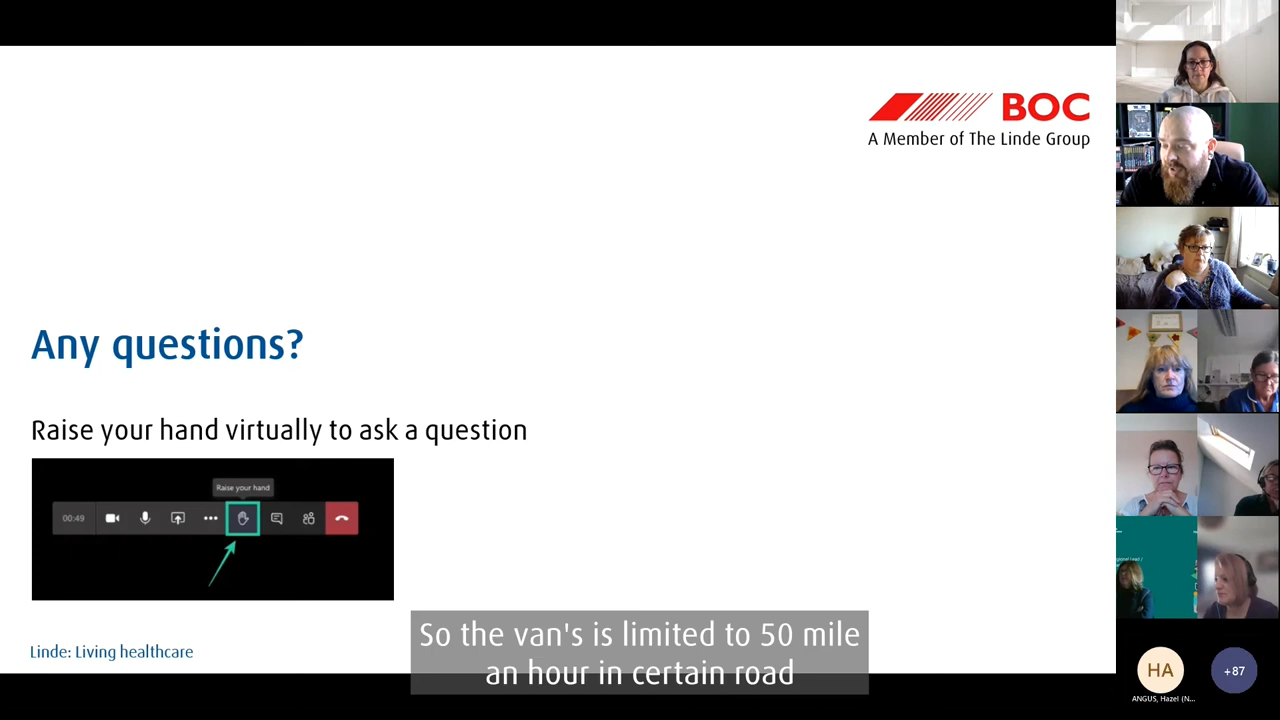 BOC
A Member of The Linde Group
Any questions?
Raise your hand virtually to ask a question
Raise your hand
00:49
Linde: Living healthcare
So the van's is limited to 50 mile
an hour in certain road
HA
+87
ANGUS, Hazel (N...